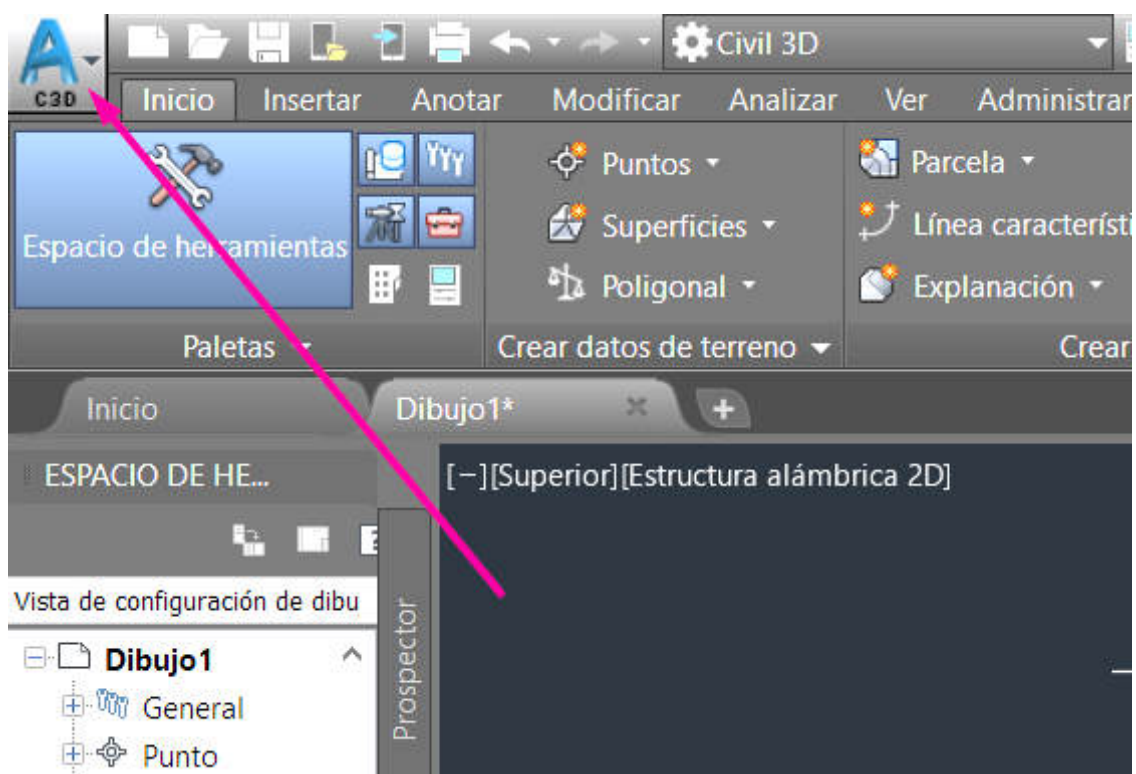 Civil 3D
C3D
Inicio Insertar Anotar Modificar Analizar Ver Administrar
Espacio de herramientas
Puntos
Superficies
Poligonal
Parcela
Línea característi
Explanación
Paletas
Crear datos de terreno
Crear
Inicio
Dibujo1*
ESPACIO DE HE...
[−][Superior][Estructura alámbrica 2D]
Vista de configuración de dibu
Dibujo1
General
Punto
Prospector